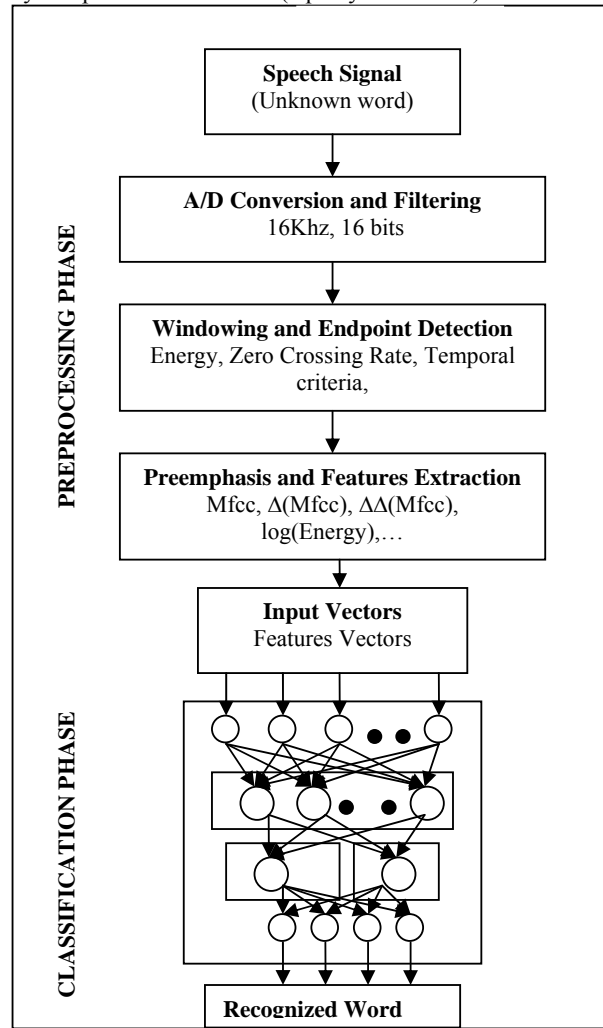 Speech Signal
(Unknown word)
A/D Conversion and Filtering
16Khz, 16 bits
Windowing and Endpoint Detection
Energy, Zero Crossing Rate, Temporal
criteria,
Preemphasis and Features Extraction
Mfcc, Δ(Mfcc), ΔΔ(Mfcc),
log(Energy),…
Input Vectors
Features Vectors
Recognized Word
PREPROCESSING PHASE
CLASSIFICATION PHASE